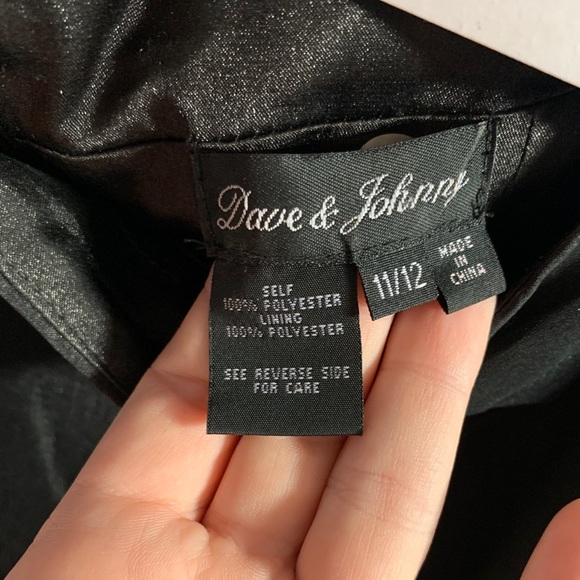 Dave & Johnny
SELF
100% POLYESTER
LINING
100% POLYESTER
SEE REVERSE SIDE
FOR CARE
11/12
MADE
IN
CHINA